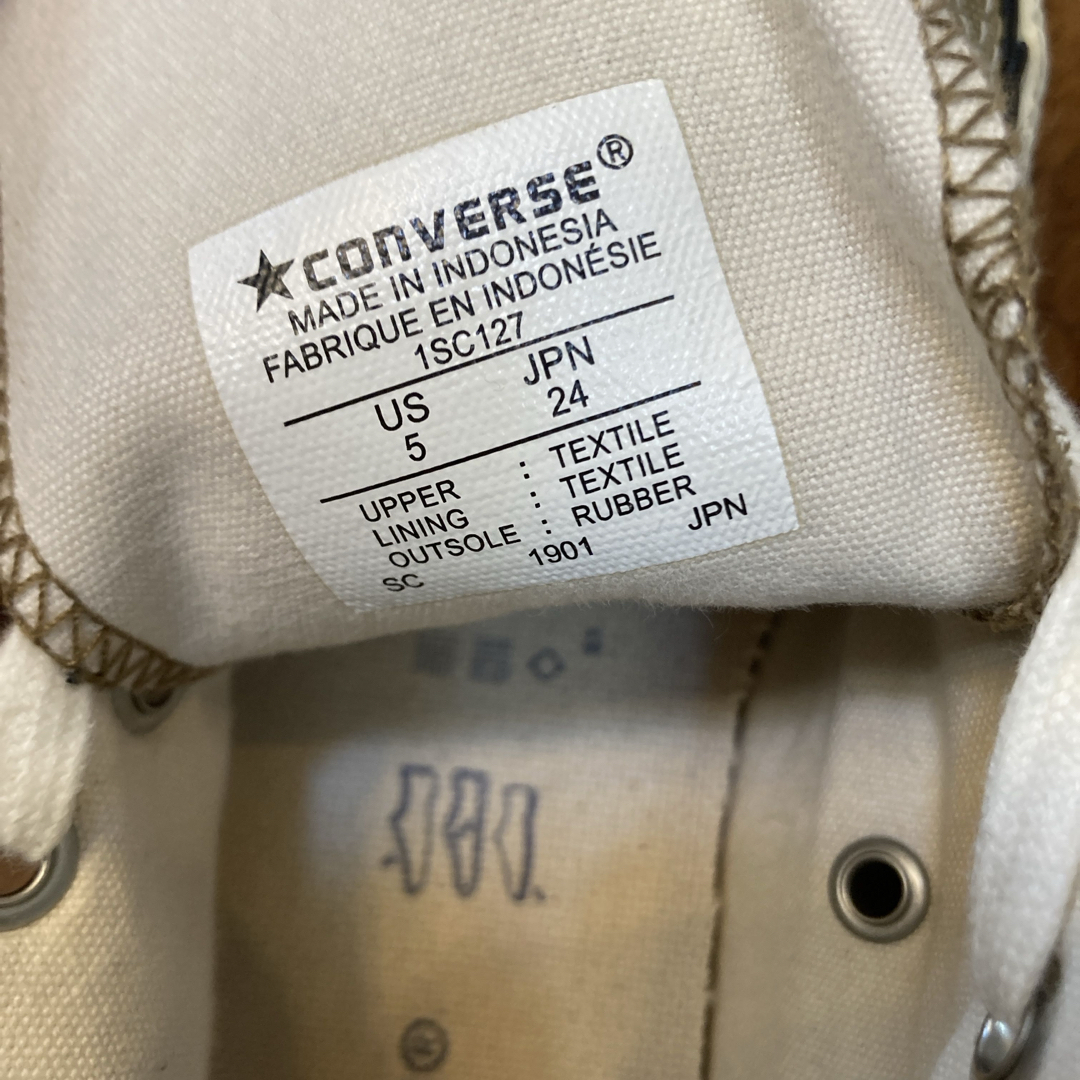 CONVERSE®
MADE IN INDONESIA
FABRIQUE EN INDONÉSIE
1SC127
US JPN
5 24
UPPER : TEXTILE
LINING : TEXTILE
OUTSOLE : RUBBER
SC 1901 JPN